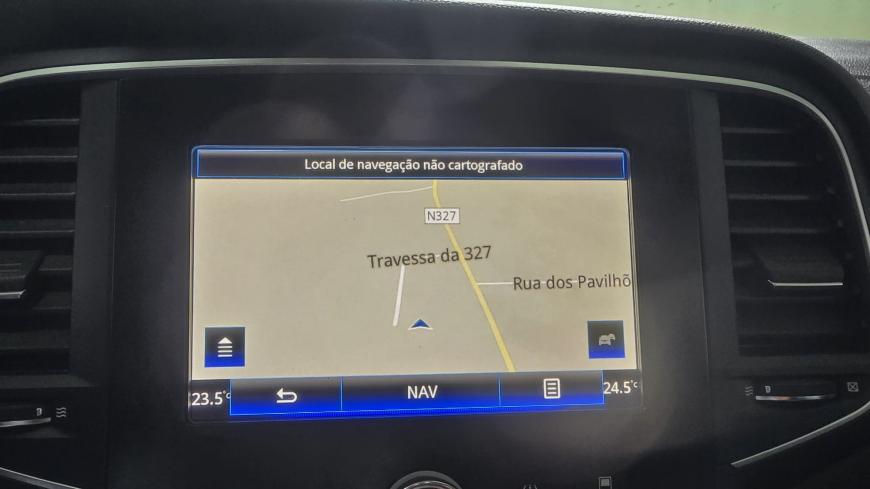 Local de navegação não cartografado
N327
Travessa da 327
Rua dos Pavilhõ
23.5°C
NAV
24.5°C